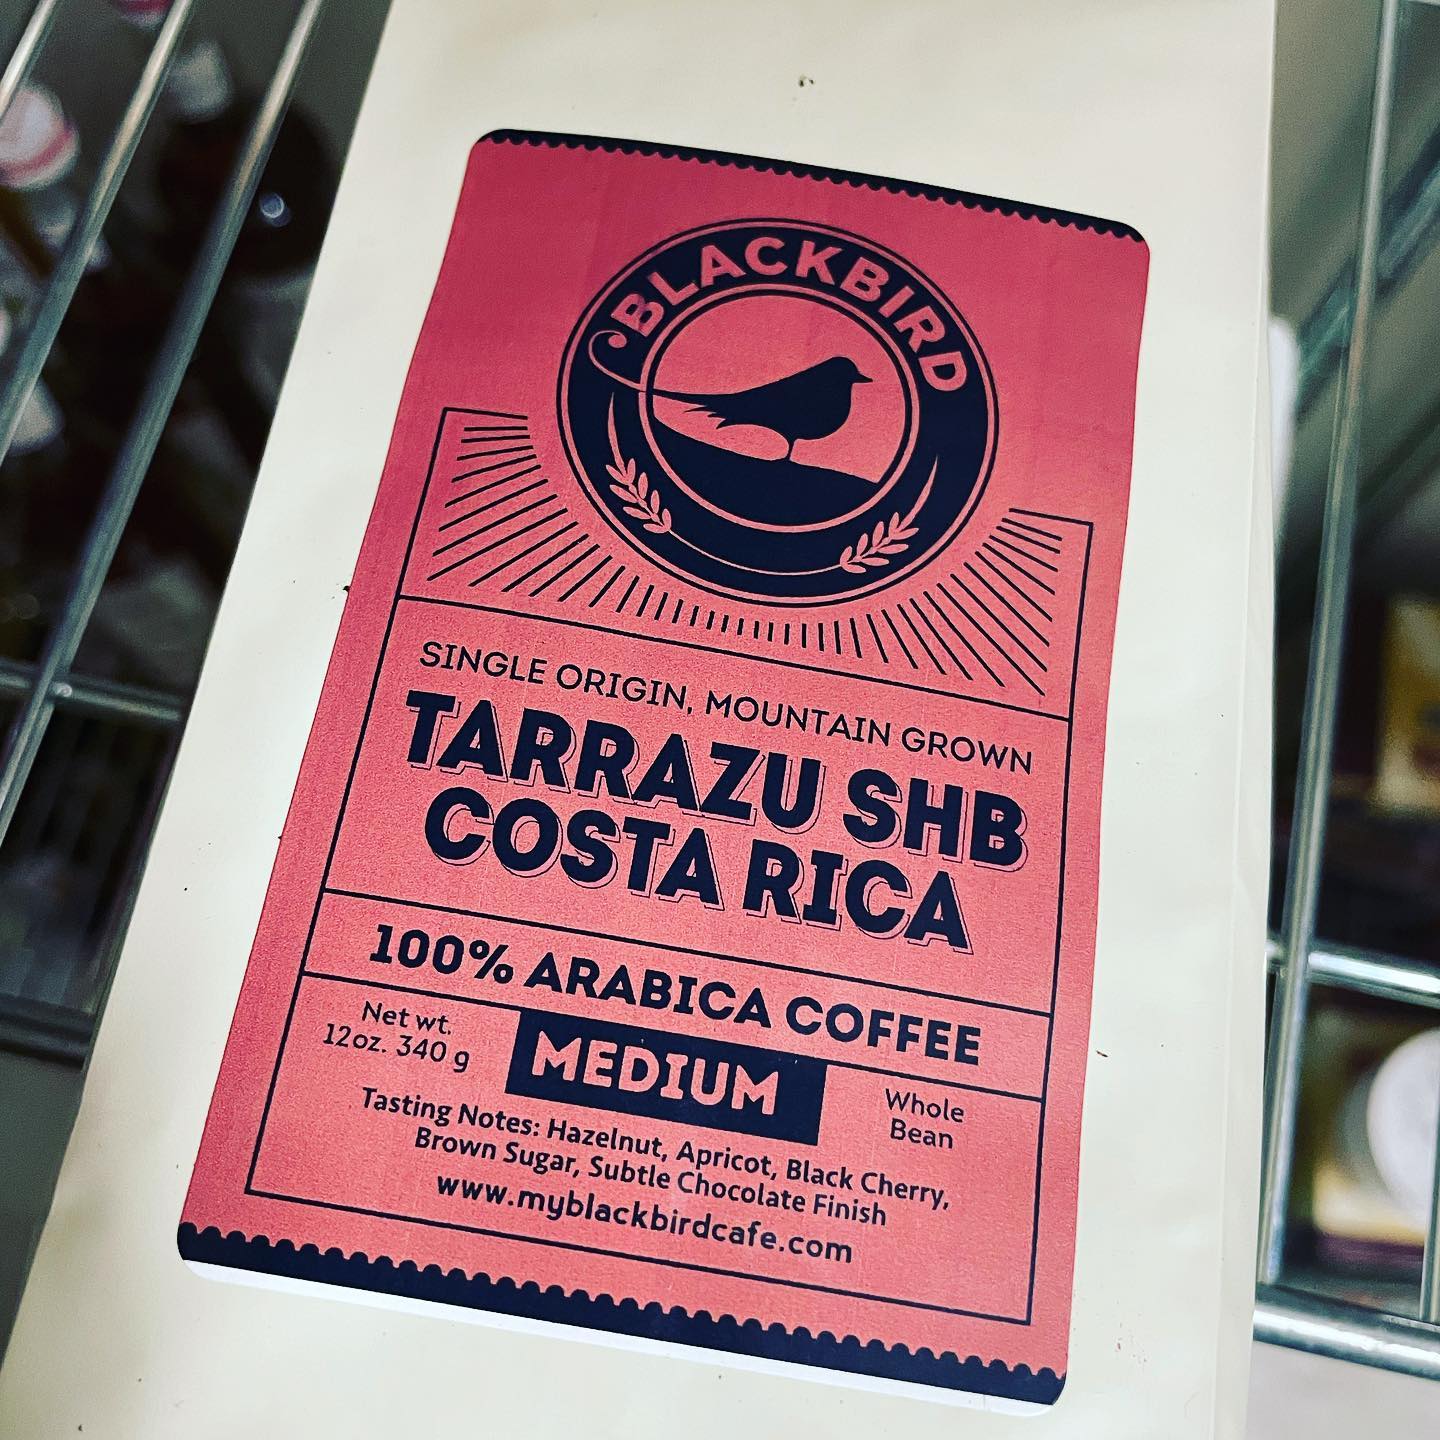 BLACKBIRD
SINGLE ORIGIN, MOUNTAIN GROWN
TARRAZU SHB
COSTA RICA
100% ARABICA COFFEE
Net wt.
12oz. 340 g
MEDIUM
Whole
Bean
Tasting Notes: Hazelnut, Apricot, Black Cherry,
Brown Sugar, Subtle Chocolate Finish
www.myblackbirdcafe.com